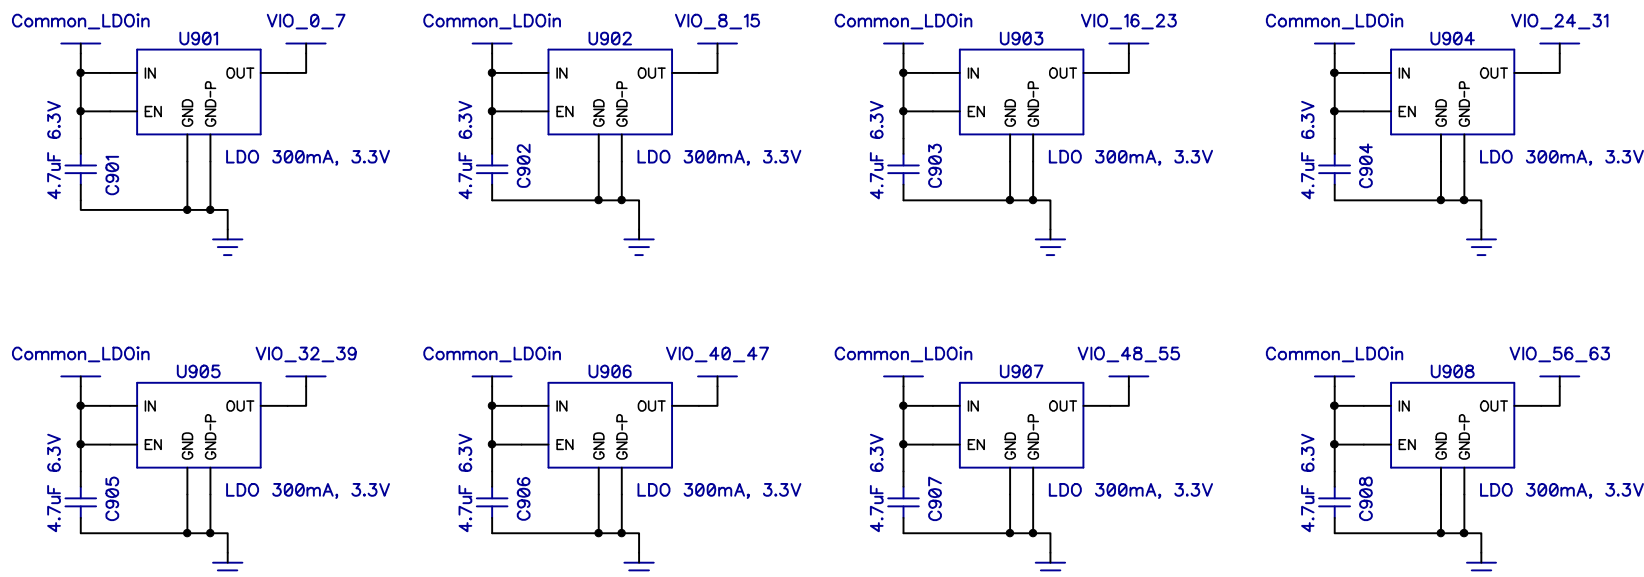 Common_LDOin
VIO_0_7
U901
IN
OUT
EN
GND
GND-P
4.7uF 6.3V
C901
LDO 300mA, 3.3V
Common_LDOin
VIO_8_15
U902
IN
OUT
EN
GND
GND-P
4.7uF 6.3V
C902
LDO 300mA, 3.3V
Common_LDOin
VIO_16_23
U903
IN
OUT
EN
GND
GND-P
4.7uF 6.3V
C903
LDO 300mA, 3.3V
Common_LDOin
VIO_24_31
U904
IN
OUT
EN
GND
GND-P
4.7uF 6.3V
C904
LDO 300mA, 3.3V
Common_LDOin
VIO_32_39
U905
IN
OUT
EN
GND
GND-P
4.7uF 6.3V
C905
LDO 300mA, 3.3V
Common_LDOin
VIO_40_47
U906
IN
OUT
EN
GND
GND-P
4.7uF 6.3V
C906
LDO 300mA, 3.3V
Common_LDOin
VIO_48_55
U907
IN
OUT
EN
GND
GND-P
4.7uF 6.3V
C907
LDO 300mA, 3.3V
Common_LDOin
VIO_56_63
U908
IN
OUT
EN
GND
GND-P
4.7uF 6.3V
C908
LDO 300mA, 3.3V